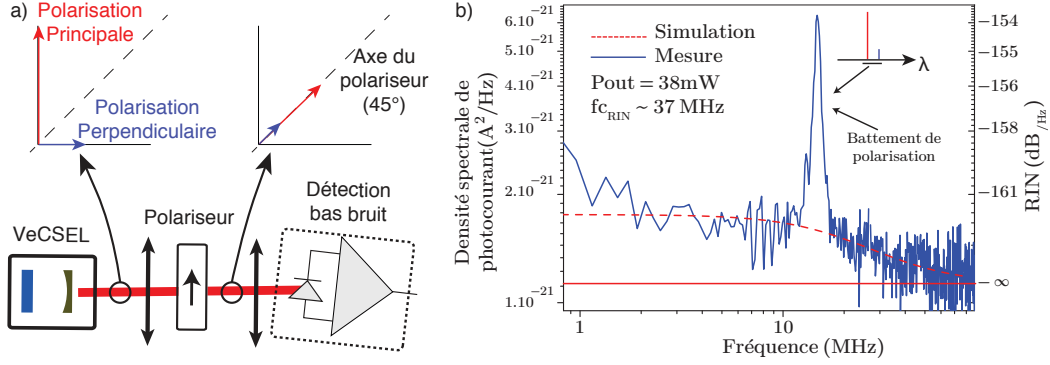 a)
Polarisation
Principale
Polarisation
Perpendiculaire
Axe du
polariseur
(45°)
VeCSEL
Polariseur
Détection
bas bruit
b)
Densité spectrale de
photocourant(A²/Hz)
6.10⁻²¹
5.10⁻²¹
4.10⁻²¹
3.10⁻²¹
2.10⁻²¹
1.10⁻²¹
Simulation
Mesure
Pout = 38mW
fc_RIN ~ 37 MHz
λ
Battement de
polarisation
−154
−155
−156
−158
−161
−∞
RIN (dB/Hz)
1
10
Fréquence (MHz)